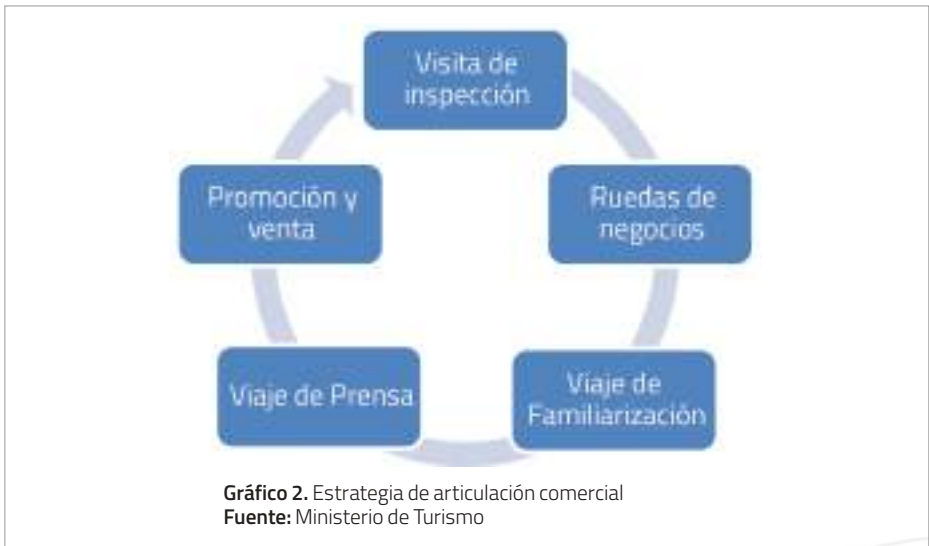 Visita de
inspección
Ruedas de
negocios
Viaje de
Familiarización
Viaje de Prensa
Promoción y
venta
Gráfico 2. Estrategia de articulación comercial
Fuente: Ministerio de Turismo